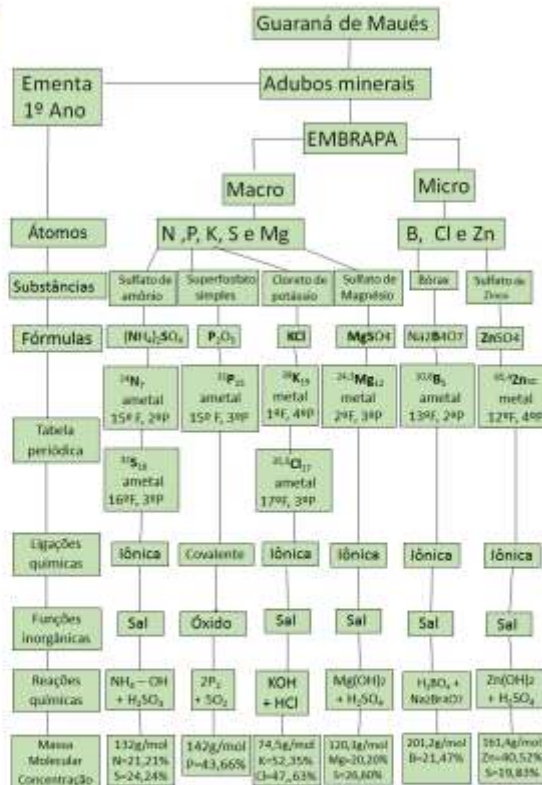 Guaraná de Maués
Ementa
1º Ano
Adubos minerais
EMBRAPA
Macro
Micro
Átomos
N ,P, K, S e Mg
B, Cl e Zn
Substâncias
Sulfato de
amônio
Superfosfato
simples
Cloreto de
potássio
Sulfato de
Magnésio
Bórax
Sulfato de
Zinco
Fórmulas
(NH₄)₂SO₄
P₂O₅
KCl
MgSO4
Na2B4O7
ZnSO4
Tabela
periódica
N₇
ametal
15º F, 2ºP
³¹P₁₅
ametal
15º F, 3ºP
³⁹K₁₉
metal
1ºF, 4ºP
²⁴,³Mg₁₂
metal
2ºF, 3ºP
¹⁰,⁸B₅
ametal
13ºF, 2ºP
⁶⁵,⁴Zn
metal
12ºF, 4ºP
³²S₁₆
ametal
16ºF, 3ºP
³⁵,⁵Cl₁₇
ametal
17ºF, 3ºP
Ligações
químicas
Iônica
Covalente
Iônica
Iônica
Iônica
Iônica
Funções
inorgânicas
Sal
Óxido
Sal
Sal
Sal
Sal
Reações
químicas
NH₄ – OH
+ H₂SO₄
2P₂
+ 5O₂
KOH
+ HCl
Mg(OH)2
+ H₂SO₄
Zn(OH)2
+ H₂SO₄
Massa
Molecular
Concentração
132g/mol
N=21,21%
S=24,24%
142g/mol
P=43,66%
74,5g/mol
K=52,35%
Cl=47,,63%
120,3g/mol
Mg=20,20%
S=26,60%
201,2g/mol
B=21,47%
161,4g/mol
Zn=40,52%
S=19,83%